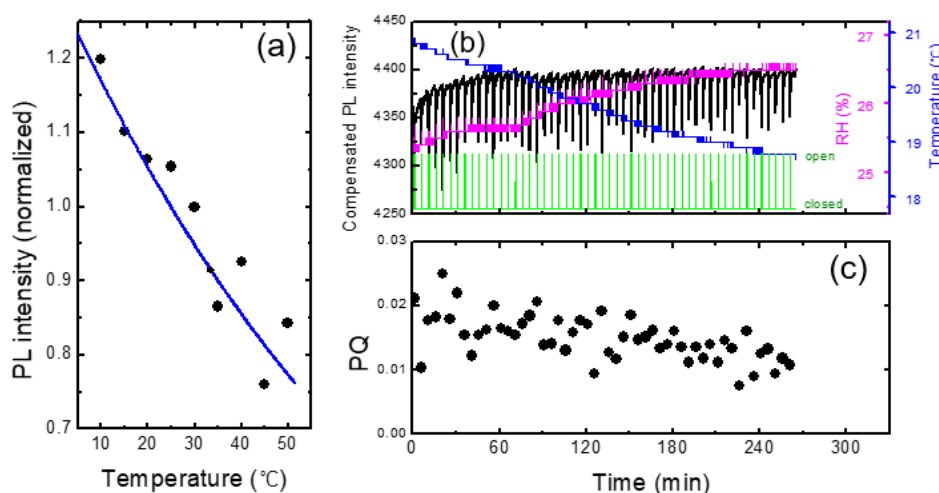 (a)
1.2
1.1
1.0
0.9
0.8
0.7
PL intensity (normalized)
10 20 30 40 50
Temperature (℃)
(b)
4450
4400
4350
4300
4250
Compensated PL intensity
open
closed
27
26
25
RH (%)
21
20
19
18
Temperature (℃)
(c)
0.03
0.02
0.01
0.00
PQ
0 60 120 180 240 300
Time (min)